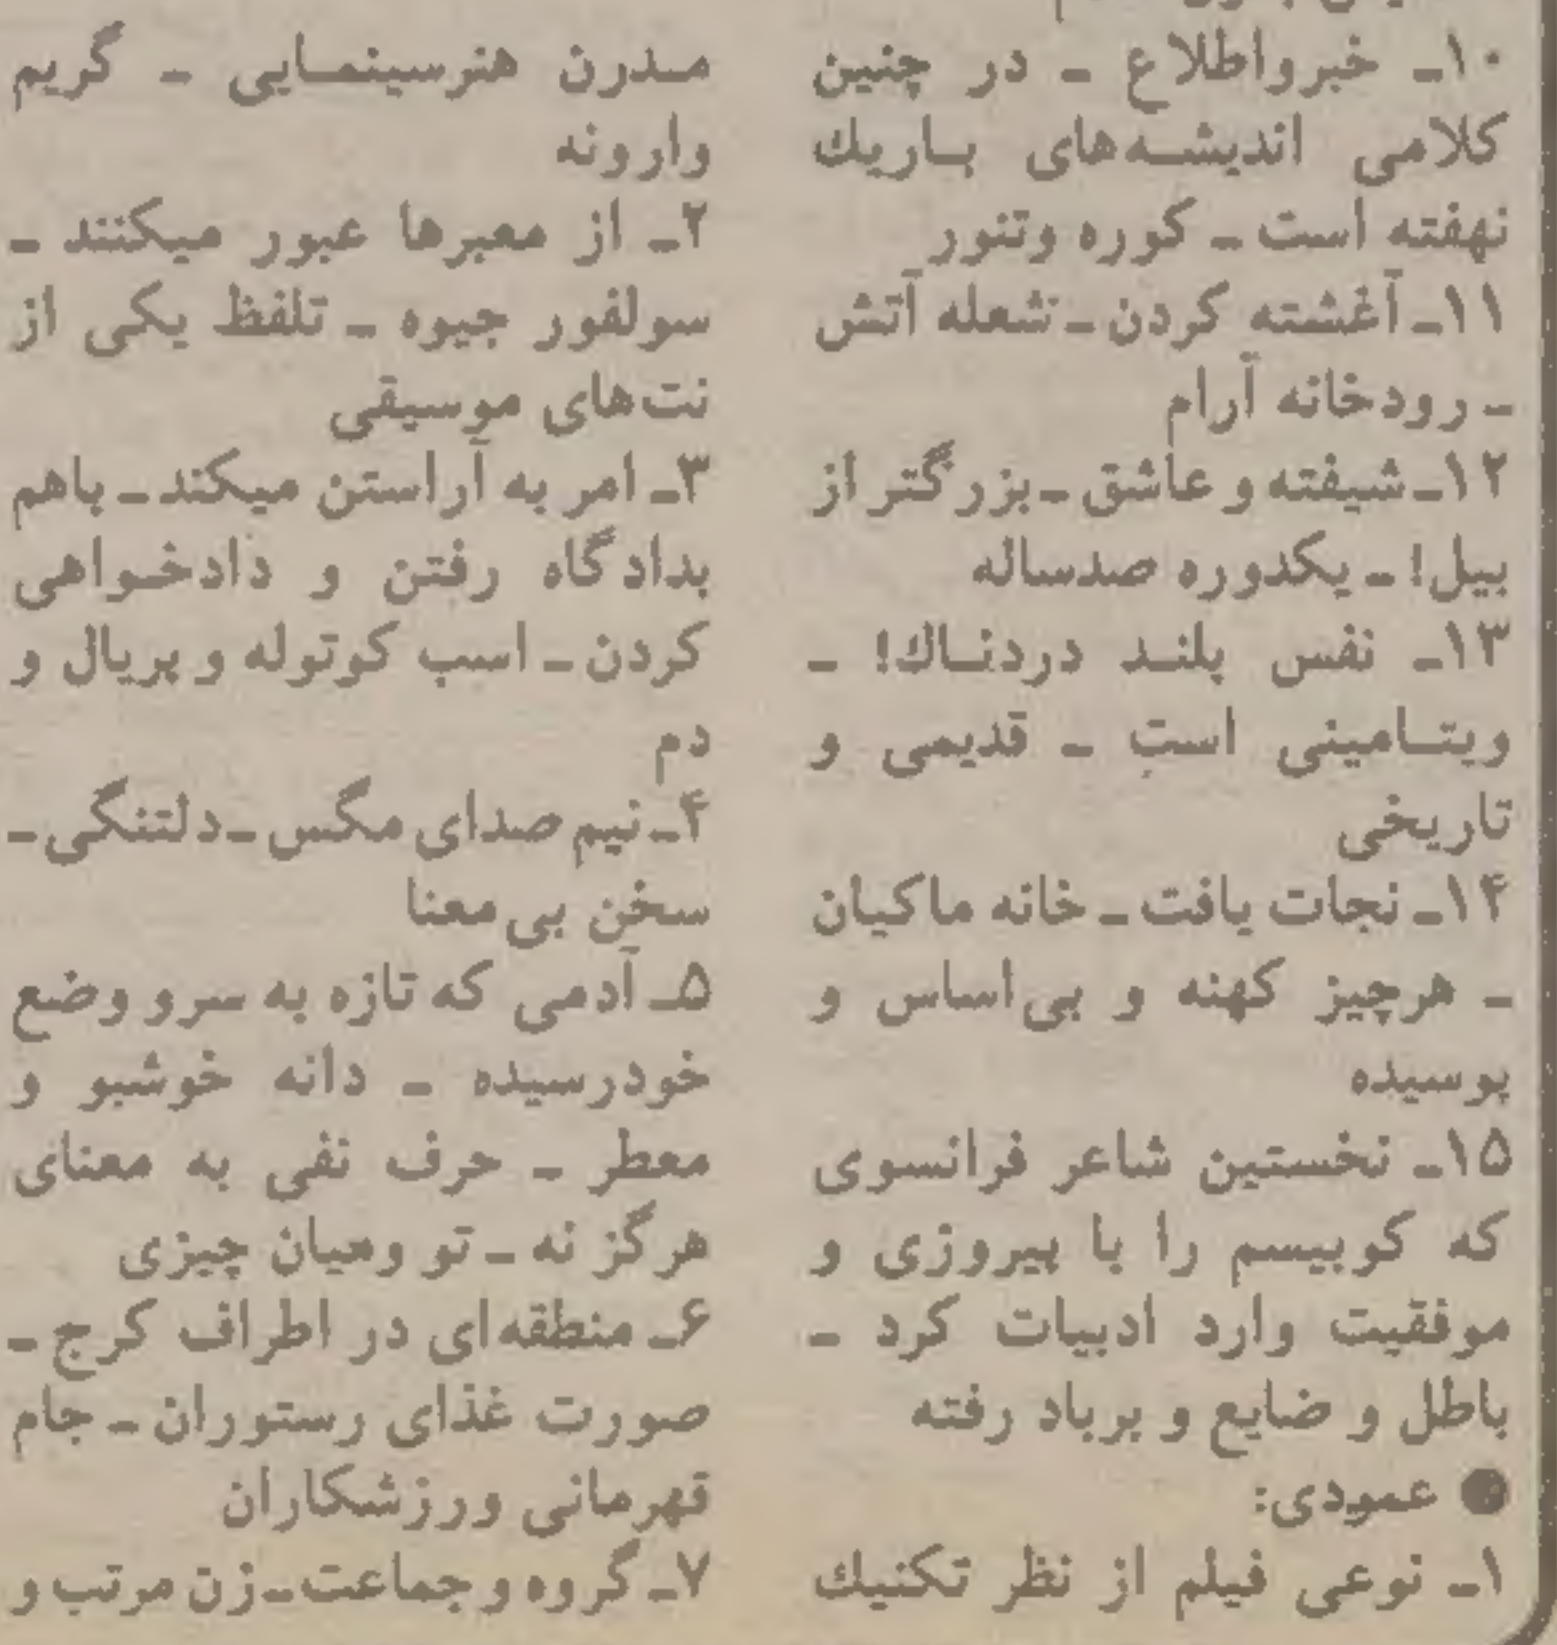 ۱۰ـ خبرواطلاع ـ در چنین
کلامی اندیشه‌های باریك
نهفته است ـ کوره وتنور
۱۱ـ آغشته کردن ـ شعله آتش
ـ رودخانه آرام
۱۲ـ شیفته و عاشق ـ بزرگتر از
بیل! ـ یکدوره صدساله
۱۳ـ نفس بلند دردناك! ـ
ویتامینی است ـ قدیمی و
تاریخی
۱۴ـ نجات یافت ـ خانه ماکیان
ـ هرچیز کهنه و بی‌اساس و
پوسیده
۱۵ـ نخستین شاعر فرانسوی
که کوبیسم را با پیروزی و
موفقیت وارد ادبیات کرد ـ
باطل و ضایع و برباد رفته
● عمودی:
۱ـ نوعی فیلم از نظر تکنیك
مدرن هنرسینمایی ـ گریم
وارونه
۲ـ از معبرها عبور میکنند ـ
سولفور جیوه ـ تلفظ یکی از
نت‌های موسیقی
۳ـ امر به آراستن میکند ـ باهم
بدادگاه رفتن و دادخواهی
کردن ـ اسب کوتوله و پریال و
دم
۴ـ نیم صدای مگس ـ دلتنگی ـ
سخن بی‌معنا
۵ـ آدمی که تازه به سرو وضع
خودرسیده ـ دانه خوشبو و
معطر ـ حرف نفی به معنای
هرگز نه ـ تو ومیان چیزی
۶ـ منطقه‌ای در اطراف کرج ـ
صورت غذای رستوران ـ جام
قهرمانی ورزشکاران
۷ـ گروه و جماعت ـ زن مرتب و